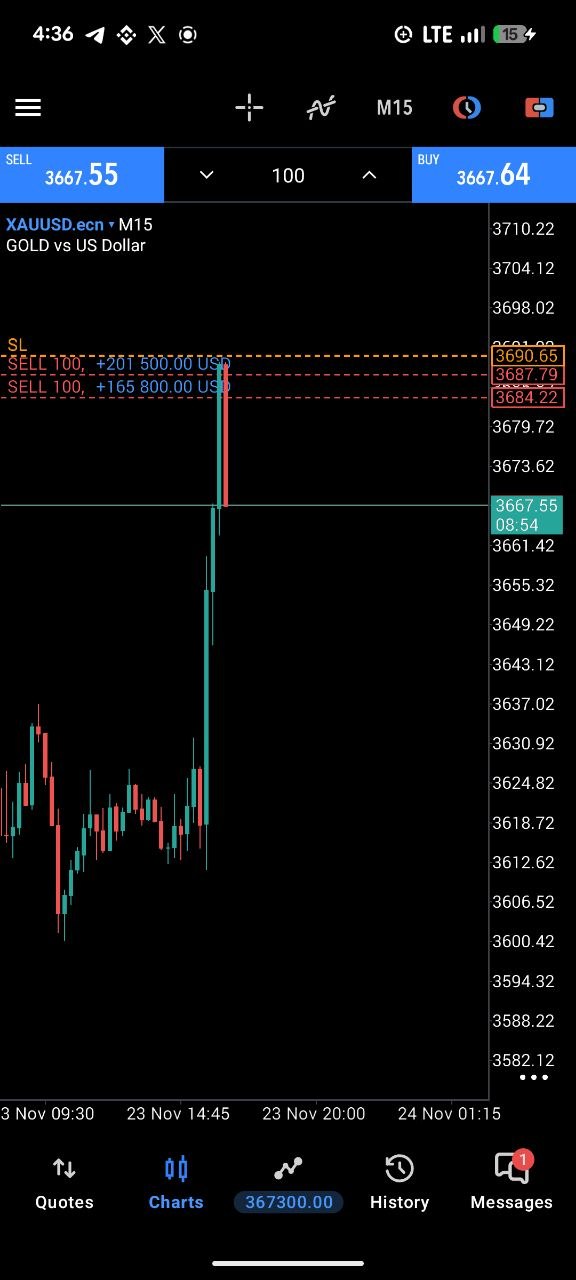 4:36
LTE
15
M15
SELL
3667.55
100
BUY
3667.64
XAUUSD.ecn M15
GOLD vs US Dollar
3710.22
3704.12
3698.02
SL
3690.65
SELL 100, +201 500.00 USD
3687.79
SELL 100, +165 800.00 USD
3684.22
3679.72
3673.62
3667.55
08:54
3661.42
3655.32
3649.22
3643.12
3637.02
3630.92
3624.82
3618.72
3612.62
3606.52
3600.42
3594.32
3588.22
3582.12
3 Nov 09:30
23 Nov 14:45
23 Nov 20:00
24 Nov 01:15
1
Quotes
Charts
367300.00
History
Messages